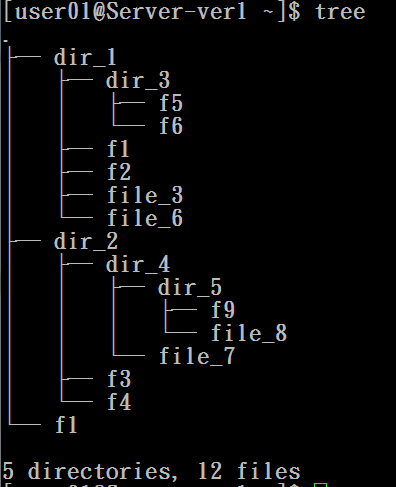 [user01@Server-ver1 ~]$ tree
.
├── dir_1
│   ├── dir_3
│   │   ├── f5
│   │   └── f6
│   ├── f1
│   ├── f2
│   ├── file_3
│   └── file_6
├── dir_2
│   ├── dir_4
│   │   ├── dir_5
│   │   │   ├── f9
│   │   │   └── file_8
│   │   └── file_7
│   ├── f3
│   └── f4
└── f1
5 directories, 12 files